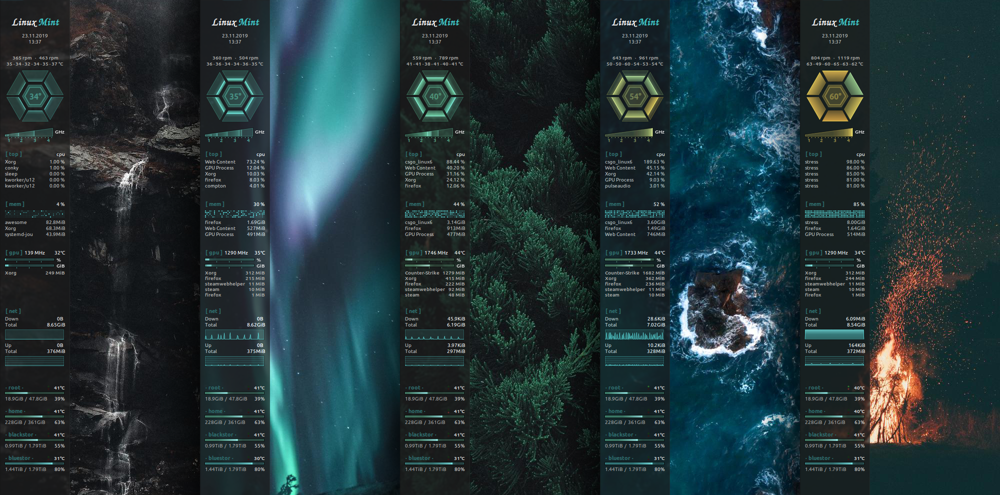 Linux Mint
23.11.2019
13:37
365 rpm · 463 rpm
35·34·32·34·35·37 °C
34°
GHz
1 2 3 4
[ top ] cpu
Xorg 1.00 %
conky 1.00 %
sleep 0.00 %
kworker/u12 0.00 %
kworker/u12 0.00 %
[ mem ] 4 %
awesome 82.8MiB
Xorg 68.3MiB
systemd-jou 43.9MiB
[ gpu ] 139 MHz 32°C
%
GiB
Xorg 249 MiB
[ net ]
Down 0B
Total 8.65GiB
Up 0B
Total 376MiB
· root · 41°C
18.9GiB / 47.8GiB 39%
· home · 41°C
228GiB / 361GiB 63%
· blackstor · 41°C
0.99TiB / 1.79TiB 55%
· bluestor · 31°C
1.44TiB / 1.79TiB 80%
Linux Mint
23.11.2019
13:37
360 rpm · 504 rpm
36·36·34·34·36·35 °C
35°
GHz
1 2 3 4
[ top ] cpu
Web Content 73.24 %
GPU Process 12.04 %
Xorg 10.03 %
firefox 8.03 %
compton 4.01 %
[ mem ] 30 %
firefox 1.69GiB
Web Content 527MiB
GPU Process 491MiB
[ gpu ] 1290 MHz 35°C
%
GiB
Xorg 312 MiB
firefox 215 MiB
steamwebhelper 11 MiB
steam 10 MiB
firefox 1 MiB
[ net ]
Down 0B
Total 8.62GiB
Up 0B
Total 375MiB
· root · 41°C
18.9GiB / 47.8GiB 39%
· home · 41°C
228GiB / 361GiB 63%
· blackstor · 41°C
0.99TiB / 1.79TiB 55%
· bluestor · 30°C
1.44TiB / 1.79TiB 80%
Linux Mint
23.11.2019
13:37
559 rpm · 789 rpm
41·41·38·41·40·41 °C
40°
GHz
1 2 3 4
[ top ] cpu
csgo_linux6 88.44 %
Web Content 40.20 %
GPU Process 31.16 %
Xorg 24.12 %
firefox 12.06 %
[ mem ] 44 %
csgo_linux6 3.14GiB
firefox 913MiB
GPU Process 477MiB
[ gpu ] 1746 MHz 44°C
%
GiB
Counter-Strike 1279 MiB
Xorg 415 MiB
firefox 222 MiB
steamwebhelper 92 MiB
steam 48 MiB
[ net ]
Down 45.9KiB
Total 6.19GiB
Up 3.97KiB
Total 297MiB
· root · 41°C
18.9GiB / 47.8GiB 39%
· home · 41°C
228GiB / 361GiB 63%
· blackstor · 41°C
0.99TiB / 1.79TiB 55%
· bluestor · 31°C
1.44TiB / 1.79TiB 80%
Linux Mint
23.11.2019
13:37
643 rpm · 961 rpm
50·50·60·54·53·54 °C
54°
GHz
1 2 3 4
[ top ] cpu
csgo_linux6 189.63 %
Web Content 45.15 %
Xorg 42.14 %
GPU Process 9.03 %
pulseaudio 3.01 %
[ mem ] 52 %
csgo_linux6 3.60GiB
firefox 1.49GiB
Web Content 746MiB
[ gpu ] 1733 MHz 44°C
%
GiB
Counter-Strike 1682 MiB
Xorg 362 MiB
firefox 236 MiB
steamwebhelper 11 MiB
steam 10 MiB
[ net ]
Down 28.6KiB
Total 7.02GiB
Up 10.2KiB
Total 328MiB
· root · 41°C
18.9GiB / 47.8GiB 39%
· home · 41°C
228GiB / 361GiB 63%
· blackstor · 41°C
0.99TiB / 1.79TiB 55%
· bluestor · 31°C
1.44TiB / 1.79TiB 80%
Linux Mint
23.11.2019
13:37
804 rpm · 1119 rpm
63·49·60·65·63·62 °C
60°
GHz
1 2 3 4
[ top ] cpu
stress 98.00 %
stress 86.00 %
stress 85.00 %
stress 81.00 %
stress 81.00 %
[ mem ] 85 %
stress 8.00GiB
firefox 1.64GiB
GPU Process 514MiB
[ gpu ] 1290 MHz 34°C
%
GiB
Xorg 312 MiB
firefox 244 MiB
steamwebhelper 11 MiB
steam 10 MiB
firefox 1 MiB
[ net ]
Down 6.09MiB
Total 8.54GiB
Up 164KiB
Total 372MiB
· root · 40°C
18.9GiB / 47.8GiB 39%
· home · 40°C
228GiB / 361GiB 63%
· blackstor · 41°C
0.99TiB / 1.79TiB 55%
· bluestor · 31°C
1.44TiB / 1.79TiB 80%